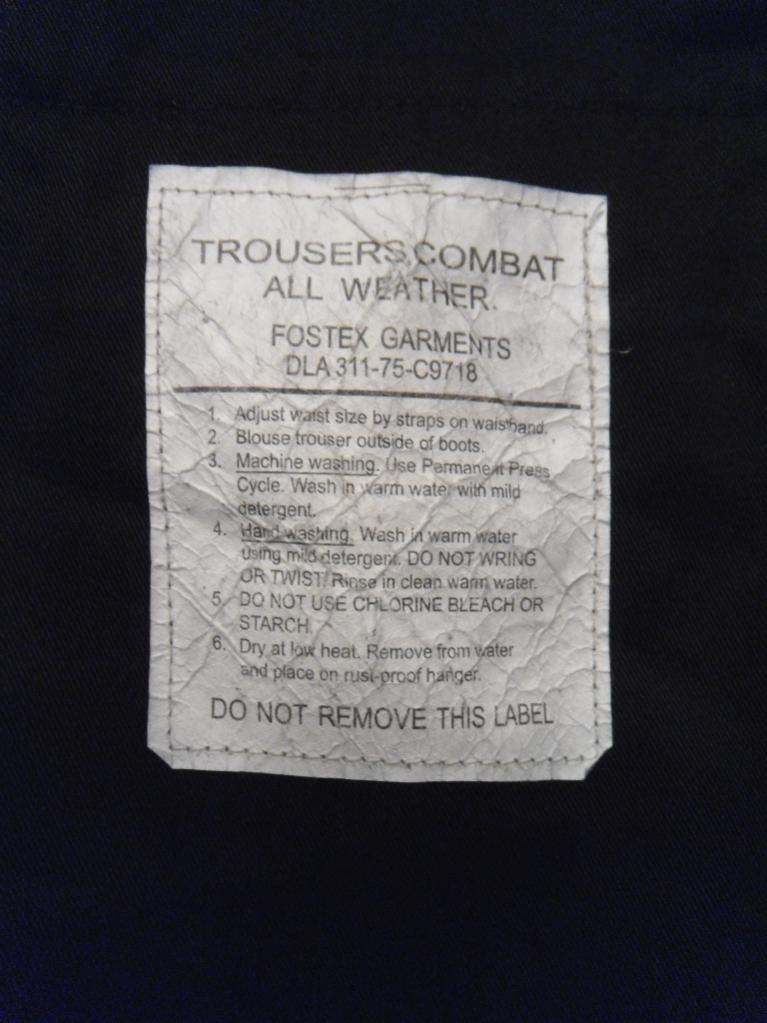 TROUSERS,COMBAT
ALL WEATHER.
FOSTEX GARMENTS
DLA 311-75-C9718
1. Adjust waist size by straps on waistband.
2. Blouse trouser outside of boots.
3. Machine washing. Use Permanent Press
Cycle. Wash in warm water with mild
detergent.
4. Hand washing. Wash in warm water
using mild detergent. DO NOT WRING
OR TWIST. Rinse in clean warm water.
5. DO NOT USE CHLORINE BLEACH OR
STARCH.
6. Dry at low heat. Remove from water
and place on rust-proof hanger.
DO NOT REMOVE THIS LABEL